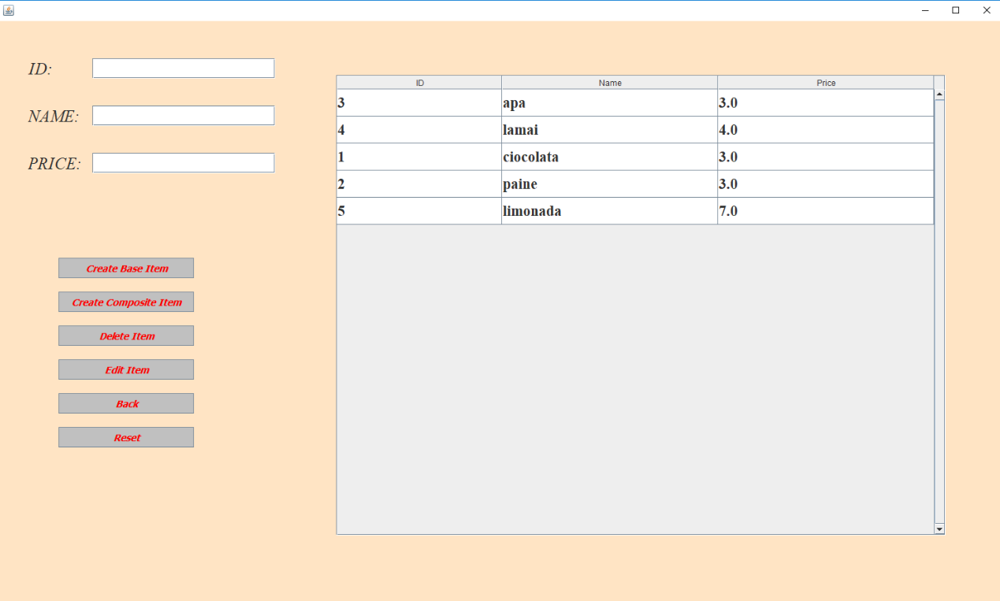 ID:
NAME:
PRICE:
Create Base Item
Create Composite Item
Delete Item
Edit Item
Back
Reset
ID Name Price
3 apa 3.0
4 lamai 4.0
1 ciocolata 3.0
2 paine 3.0
5 limonada 7.0